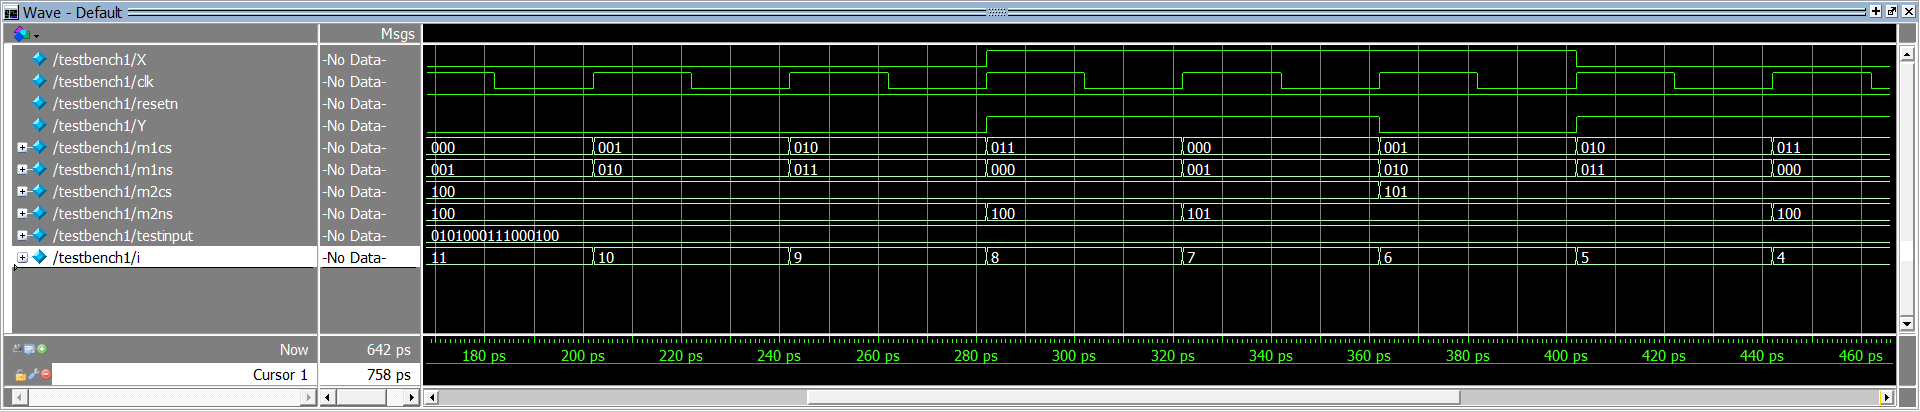 Wave - Default
Msgs
/testbench1/X -No Data-
/testbench1/clk -No Data-
/testbench1/resetn -No Data-
/testbench1/Y -No Data-
/testbench1/m1cs -No Data- 000 001 010 011 000 001 010 011
/testbench1/m1ns -No Data- 001 010 011 000 001 010 011 000
/testbench1/m2cs -No Data- 100 101
/testbench1/m2ns -No Data- 100 100 101 100
/testbench1/testinput -No Data- 0101000111000100
/testbench1/i -No Data- 11 10 9 8 7 6 5 4
Now 642 ps 180 ps 200 ps 220 ps 240 ps 260 ps 280 ps 300 ps 320 ps 340 ps 360 ps 380 ps 400 ps 420 ps 440 ps 460 ps
Cursor 1 758 ps